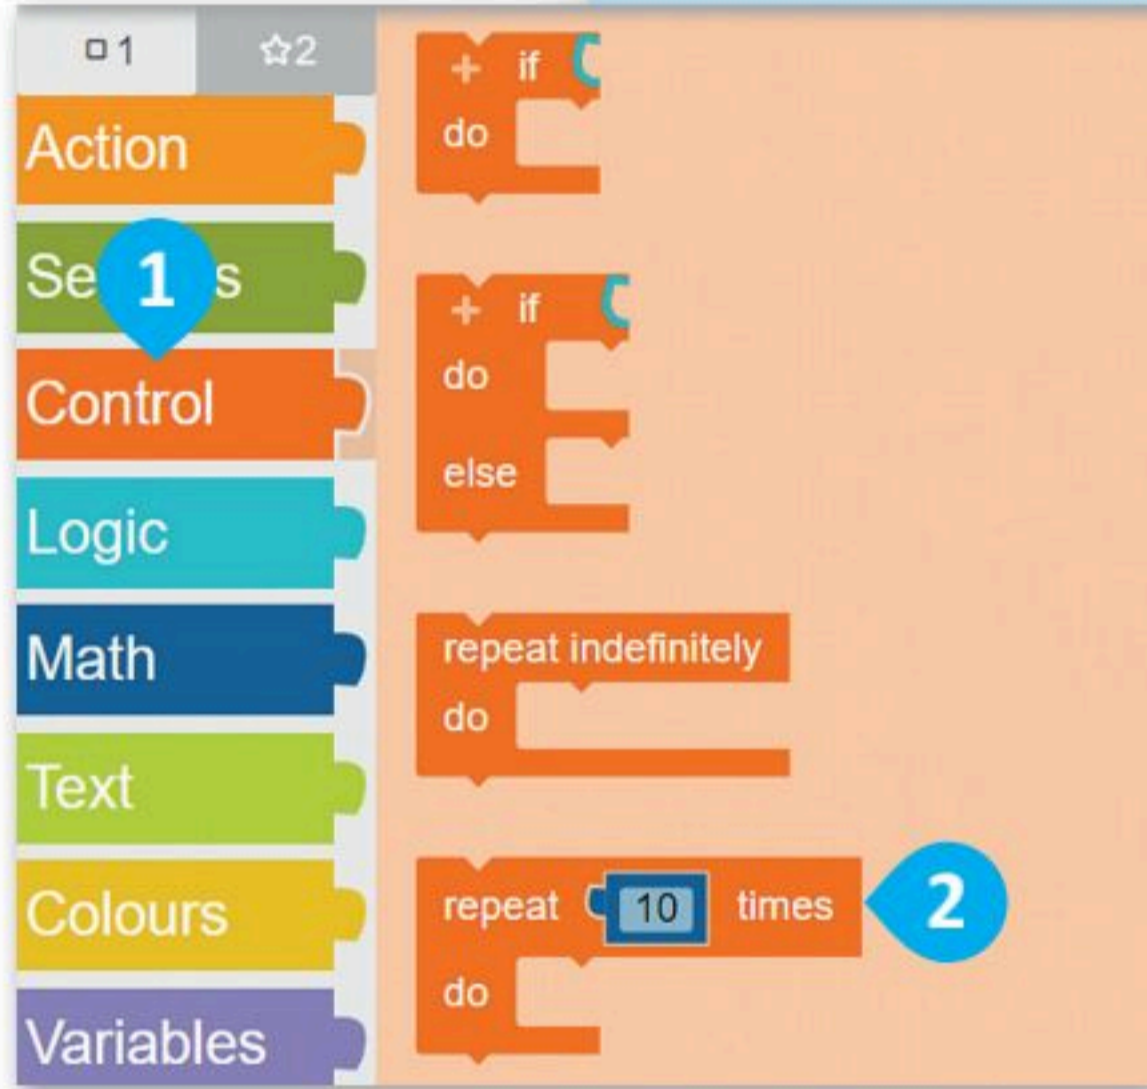 □ 1
☆2
Action
Se s
Control
Logic
Math
Text
Colours
Variables
1
+ if
do
+ if
do
else
repeat indefinitely
do
repeat 10 times
do
2